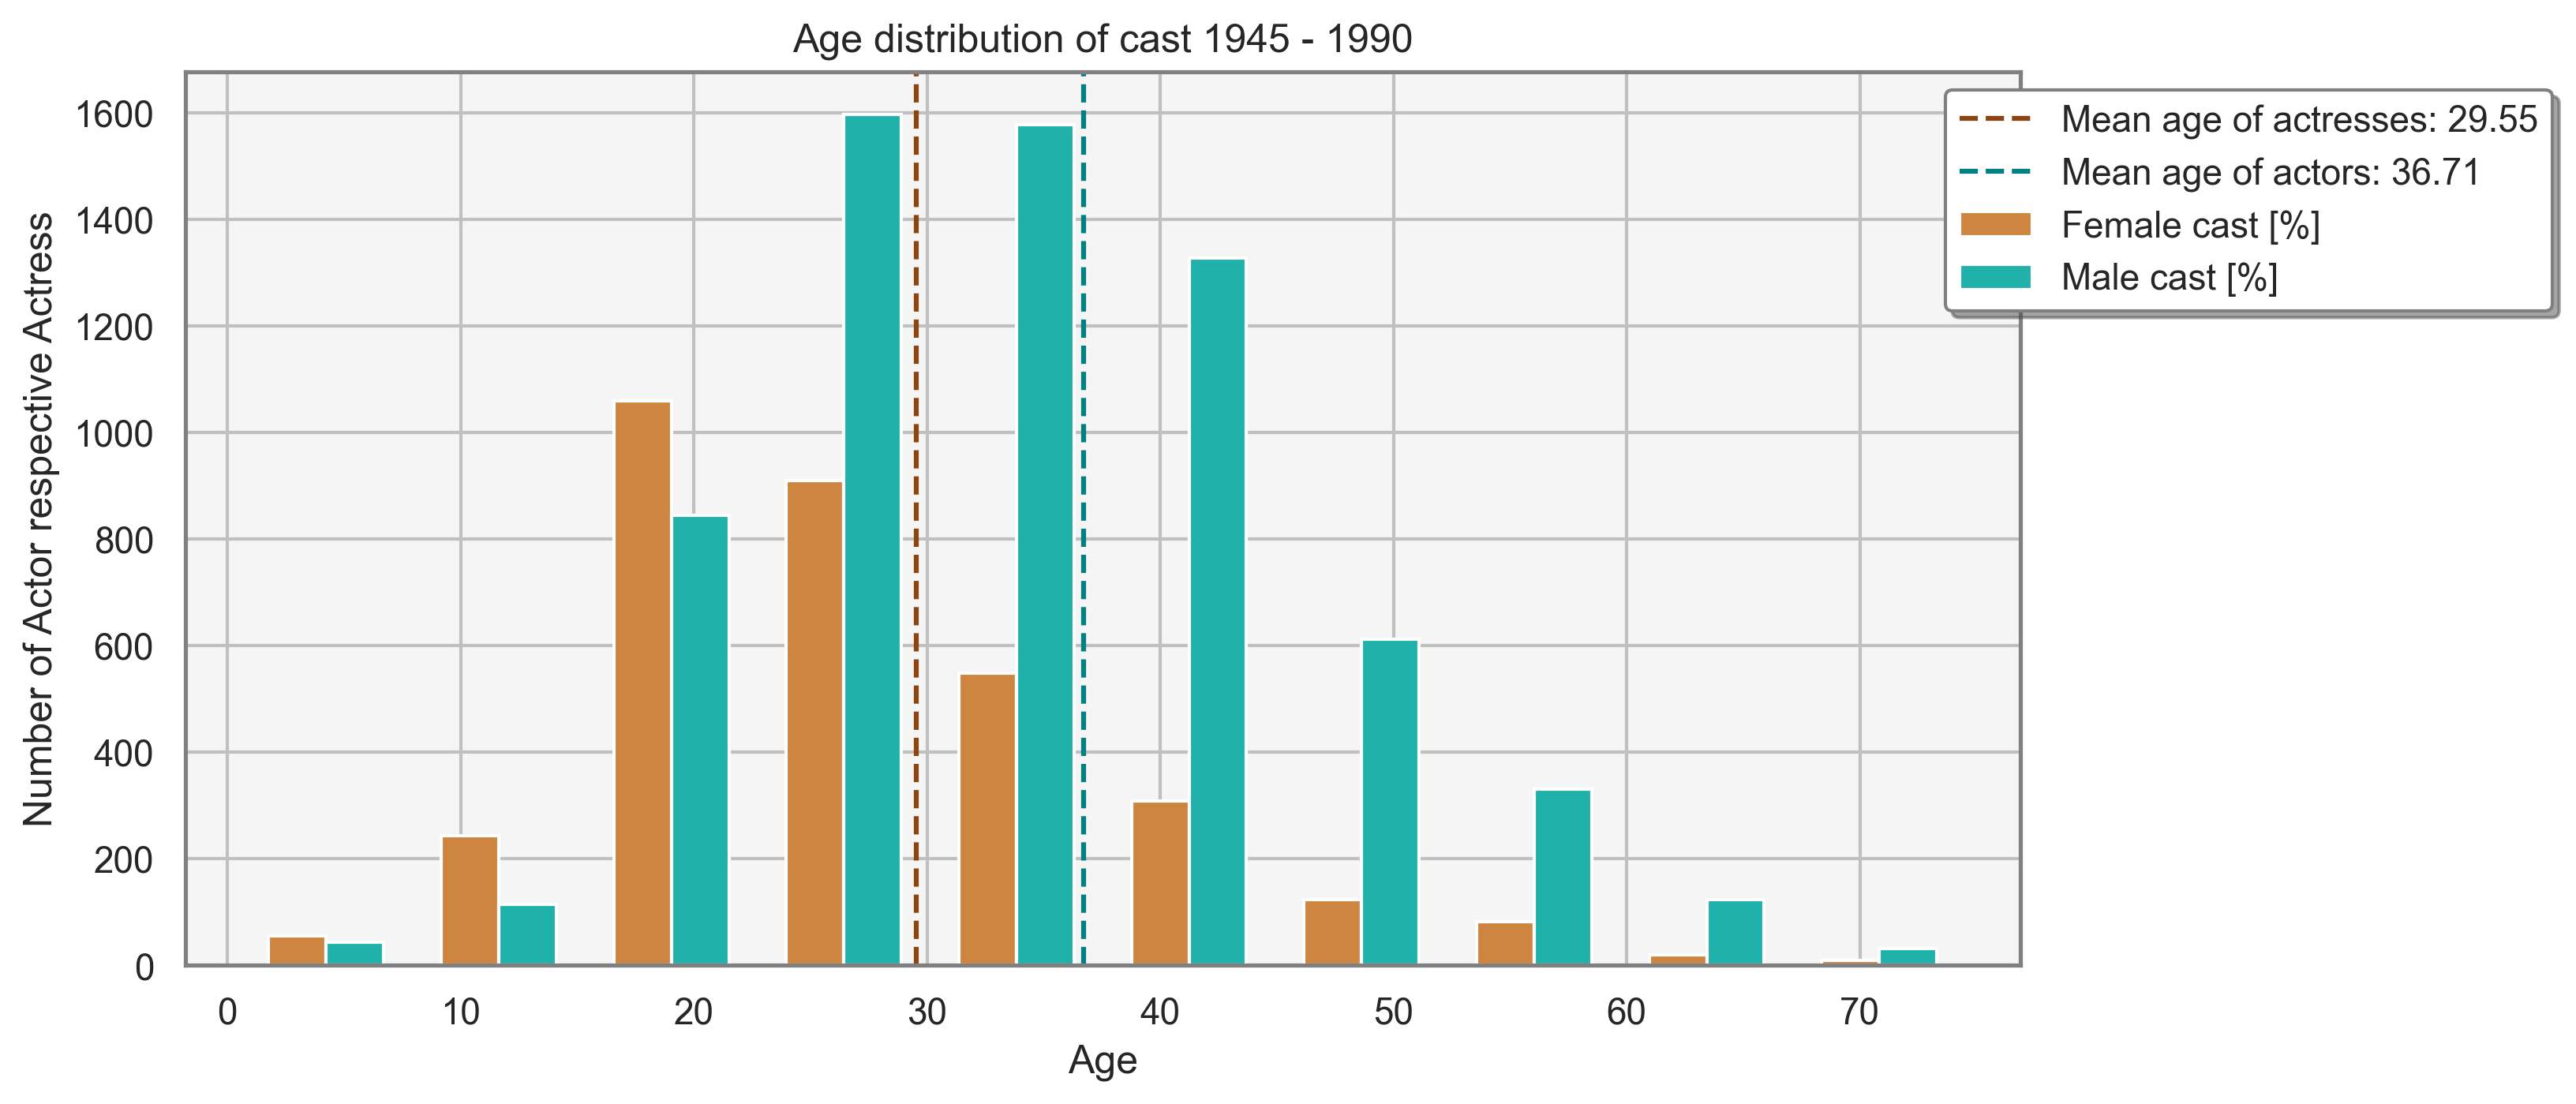 Age distribution of cast 1945 - 1990
Mean age of actresses: 29.55
Mean age of actors: 36.71
Female cast [%]
Male cast [%]
Number of Actor respective Actress
1600
1400
1200
1000
800
600
400
200
0
0 10 20 30 40 50 60 70
Age